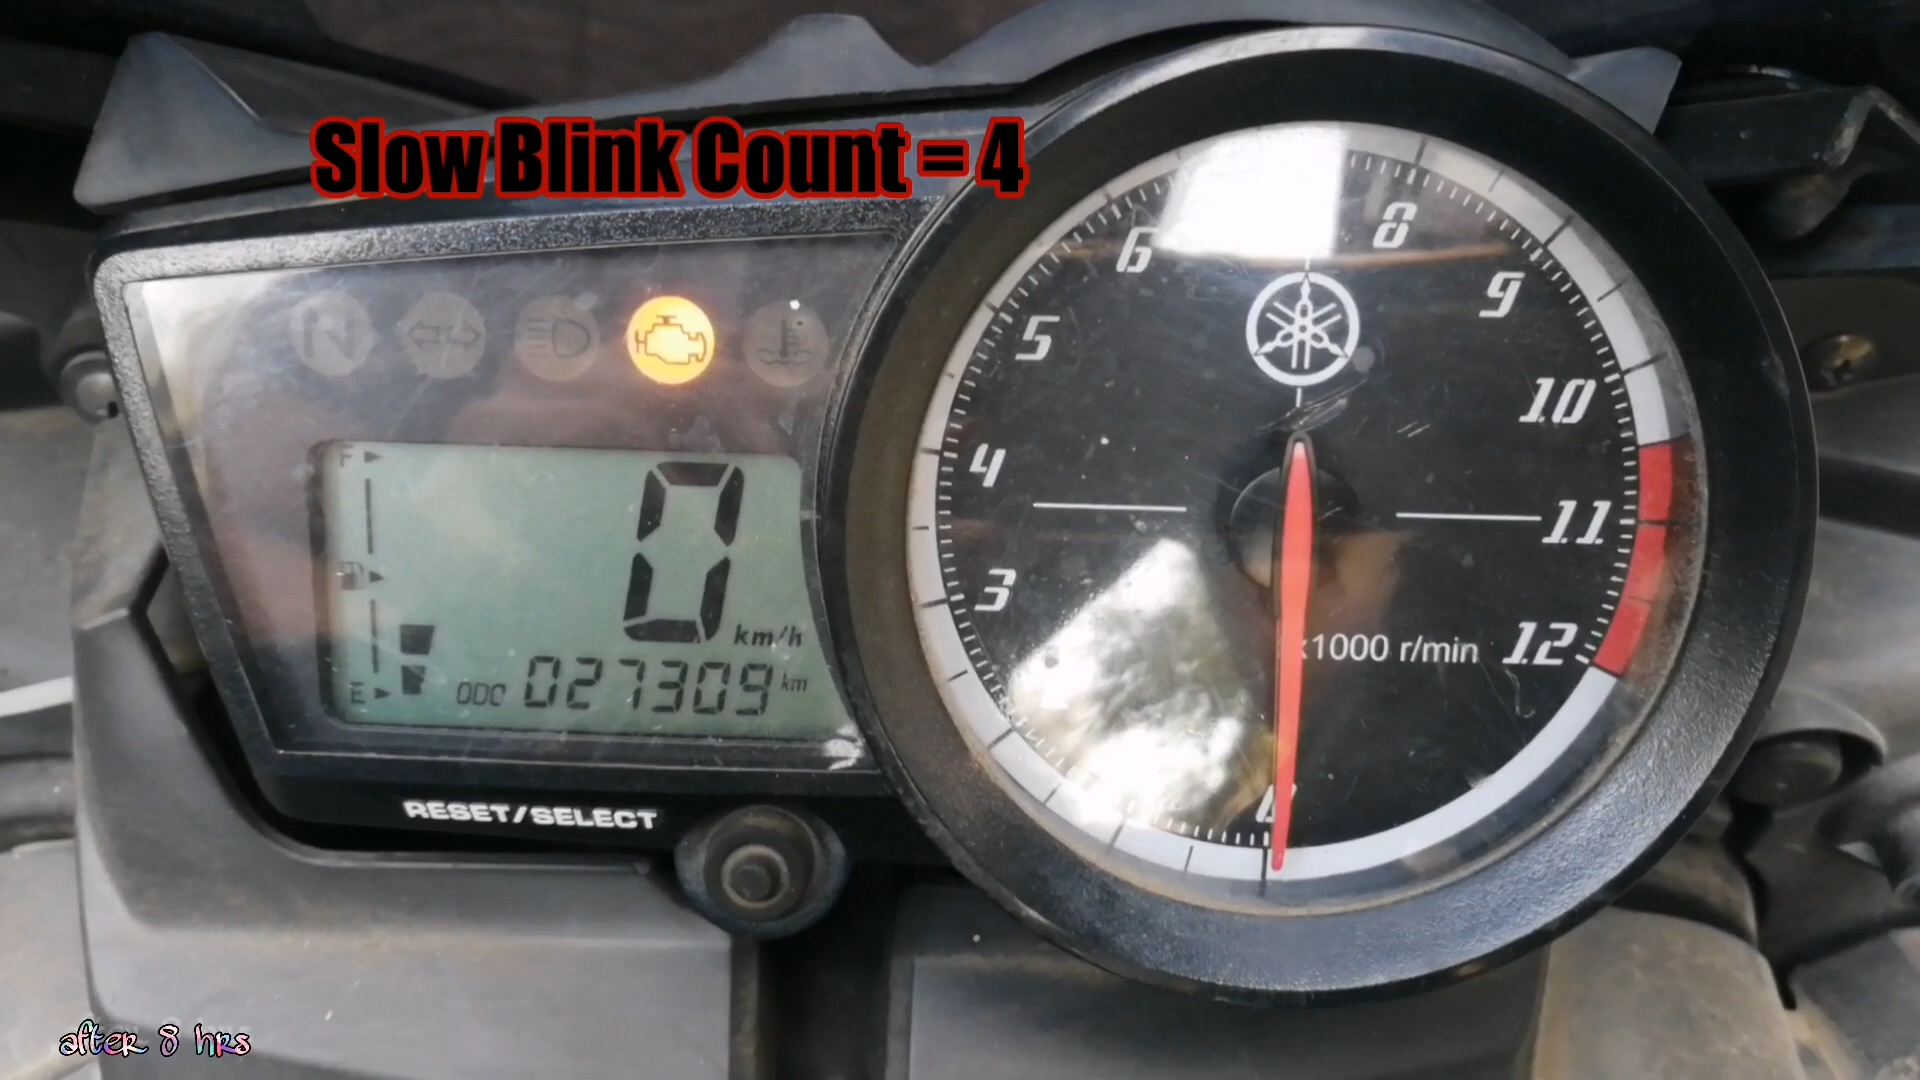 Slow Blink Count = 4
F
0
km/h
E
ODO 027309 km
RESET/SELECT
0
3
4
5
6
8
9
10
11
12
x1000 r/min
after 8 hrs